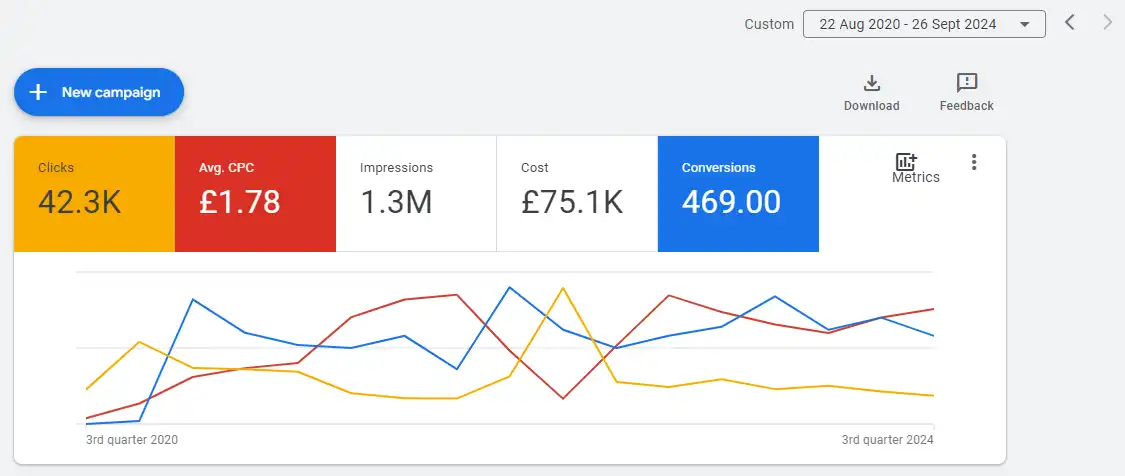 Custom 22 Aug 2020 - 26 Sept 2024
New campaign
Download Feedback
Clicks Avg. CPC Impressions Cost Conversions
42.3K £1.78 1.3M £75.1K 469.00
Metrics
3rd quarter 2020 3rd quarter 2024